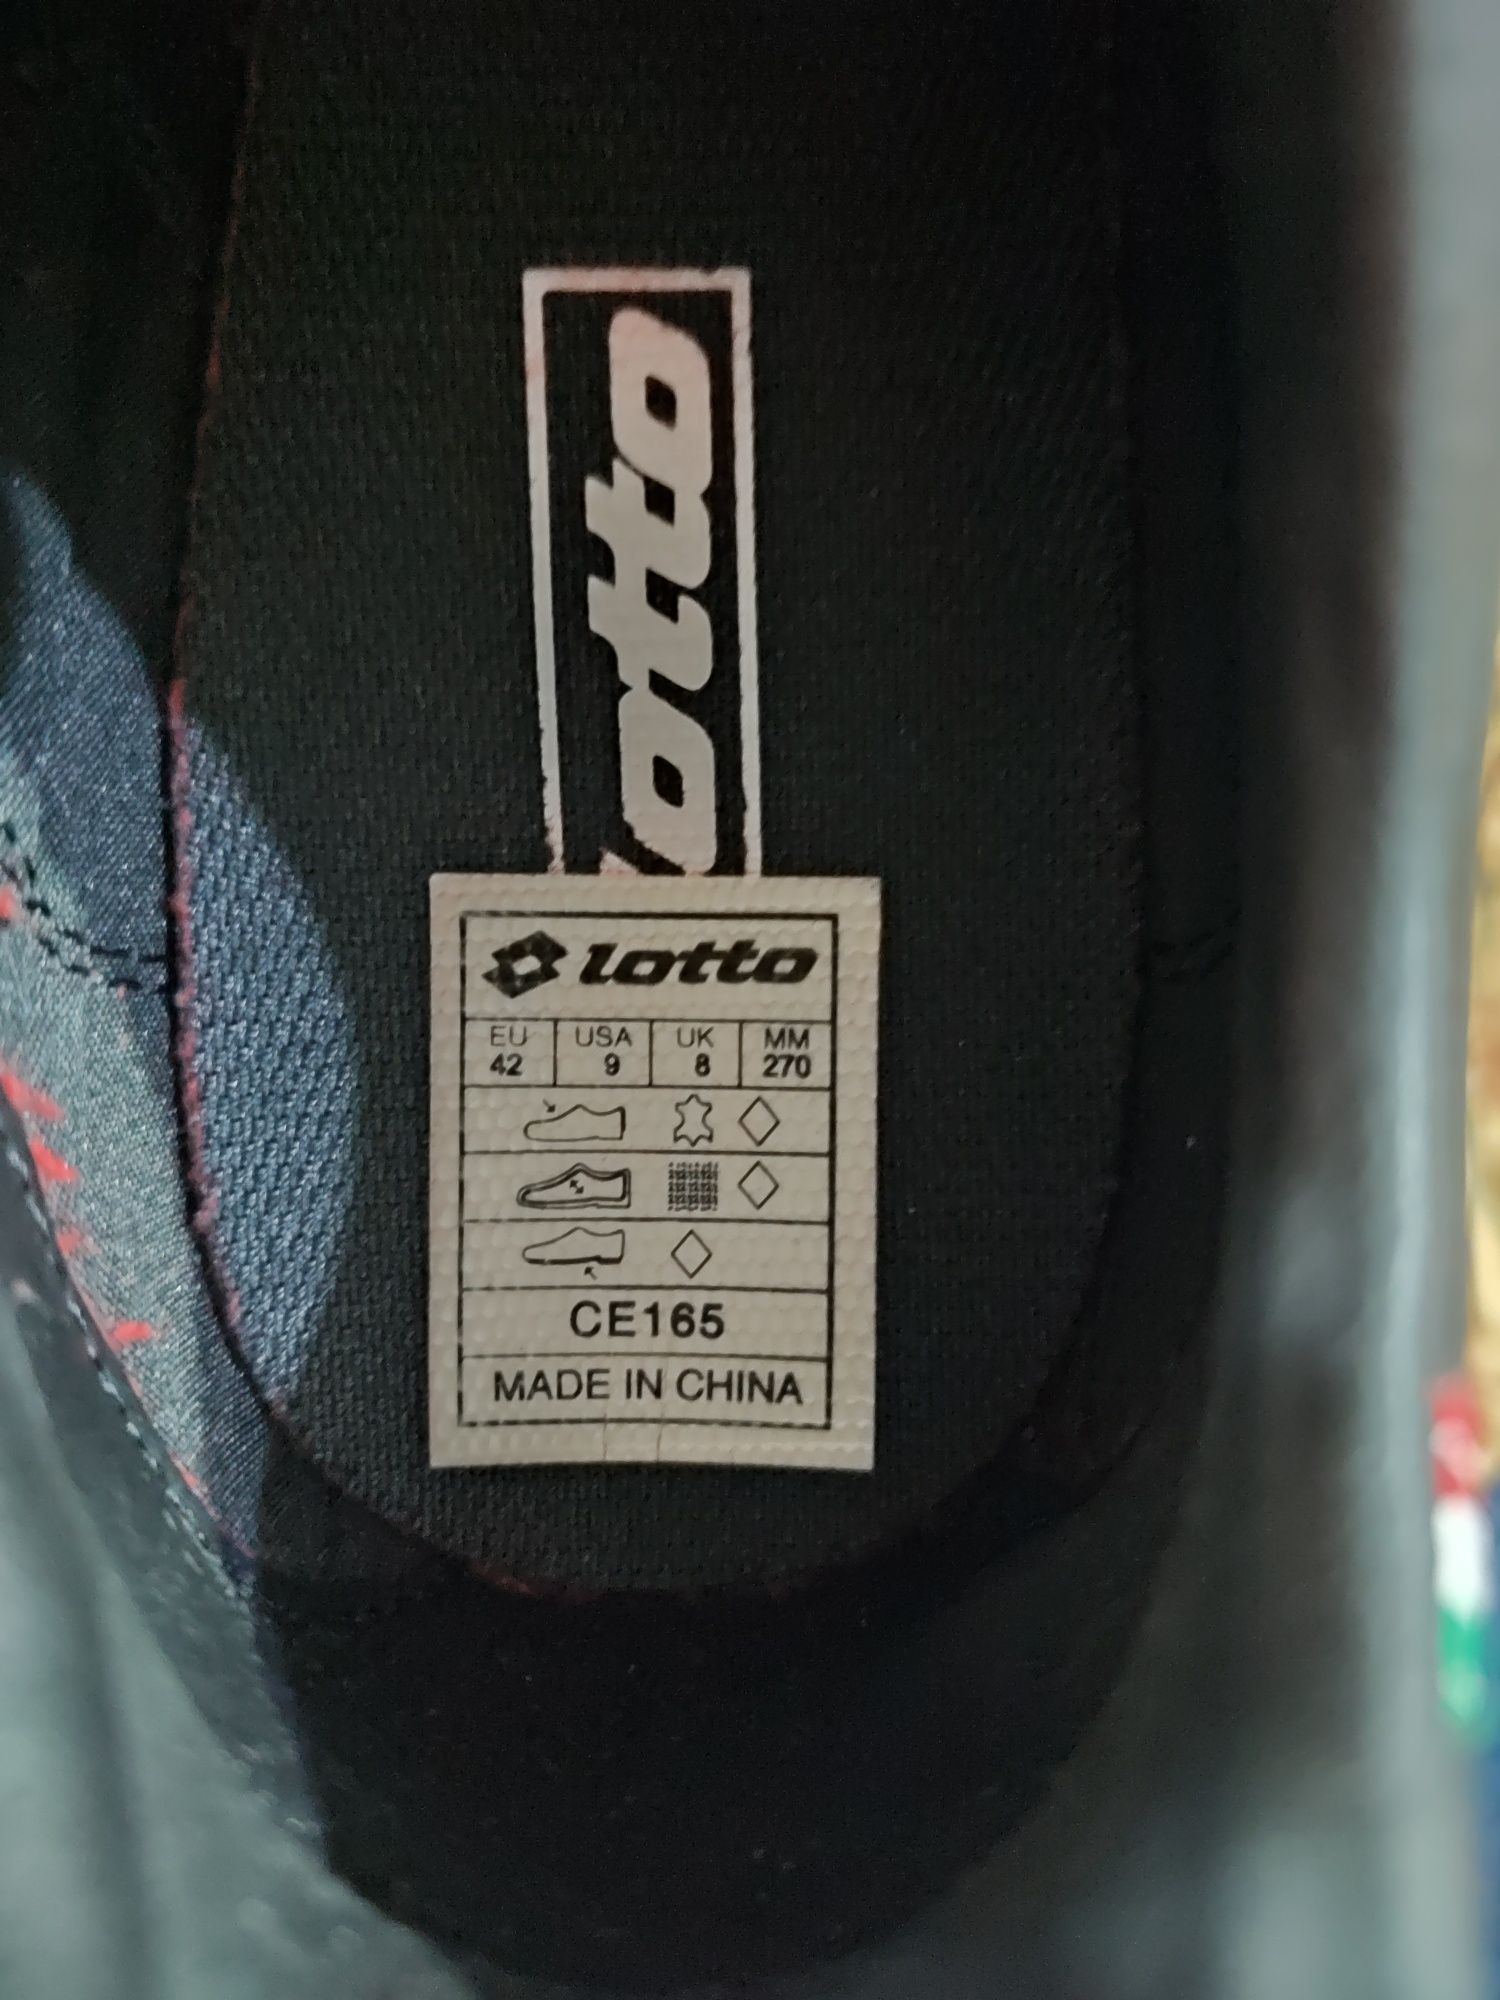 lotto
lotto
EU USA UK MM
42 9 8 270
CE165
MADE IN CHINA